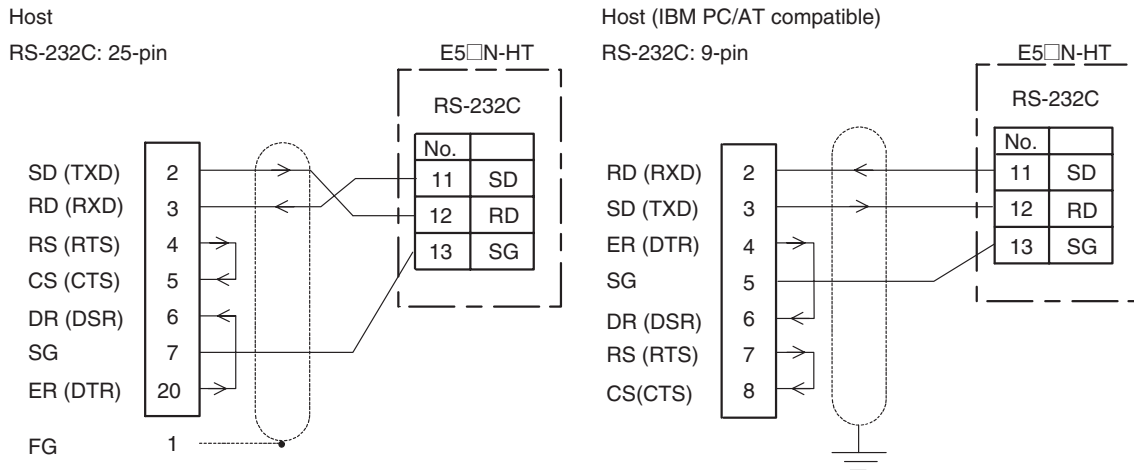 Host
RS-232C: 25-pin
E5□N-HT
RS-232C
No.
11 SD
12 RD
13 SG
SD (TXD) 2
RD (RXD) 3
RS (RTS) 4
CS (CTS) 5
DR (DSR) 6
SG 7
ER (DTR) 20
FG 1
Host (IBM PC/AT compatible)
RS-232C: 9-pin
E5□N-HT
RS-232C
No.
11 SD
12 RD
13 SG
RD (RXD) 2
SD (TXD) 3
ER (DTR) 4
SG 5
DR (DSR) 6
RS (RTS) 7
CS(CTS) 8